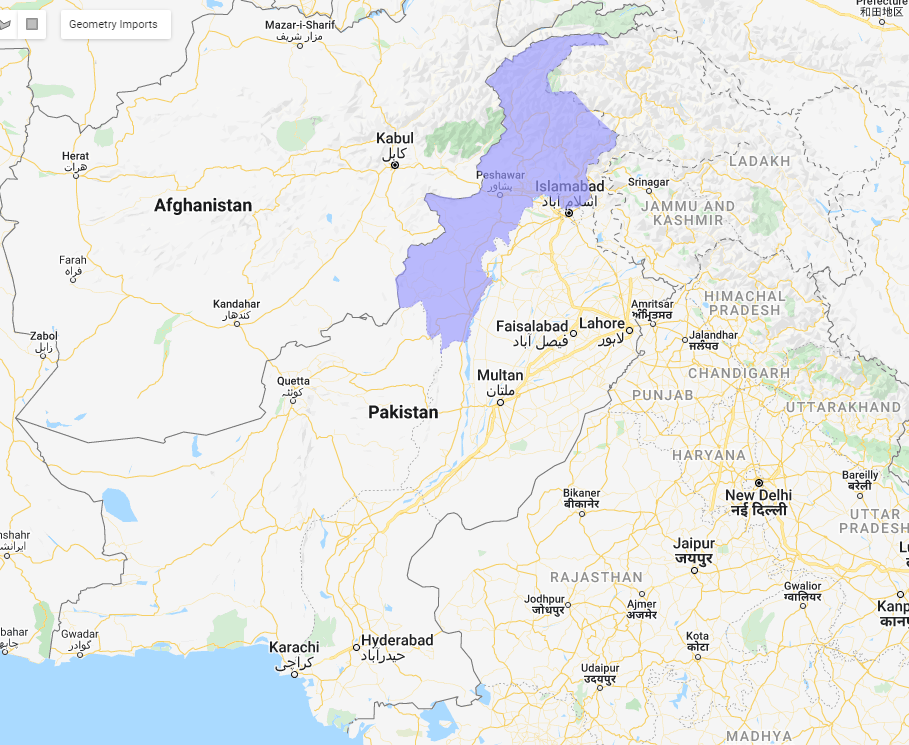 Geometry Imports
Mazar-i-Sharif
مزار شریف
和田地区
Kabul
کابل
Herat
هرات
LADAKH
Peshawar
پشاور
Islamabad
اسلام آباد
Srinagar
Afghanistan
JAMMU AND
KASHMIR
Farah
فراه
Kandahar
کندهار
HIMACHAL
PRADESH
Amritsar
ਅੰਮ੍ਰਿਤਸਰ
Faisalabad
فیصل آباد
Lahore
لاہور
Jalandhar
ਜਲੰਧਰ
Zabol
زابل
CHANDIGARH
Multan
ملتان
Quetta
کوئٹہ
PUNJAB
Pakistan
UTTARAKHAND
HARYANA
Bareilly
बरेली
New Delhi
नई दिल्ली
Bikaner
बीकानेर
UTTAR
PRADESH
nshahr
Jaipur
जयपुर
RAJASTHAN
Gwalior
ग्वालियर
Jodhpur
जोधपुर
Ajmer
अजमेर
Kanp
कानप
bahar
Gwadar
گوادر
Kota
कोटा
Karachi
کراچی
Hyderabad
حیدرآباد
Udaipur
उदयपुर
MADHYA